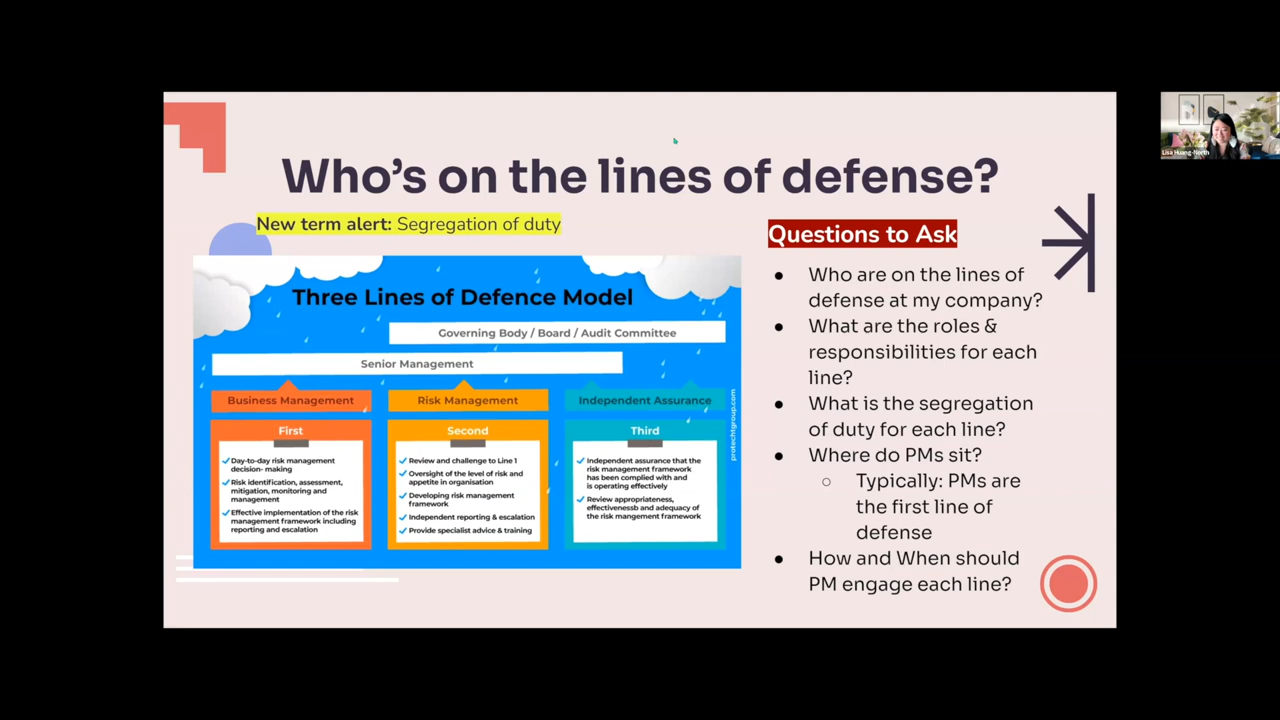 Who's on the lines of defense?
New term alert: Segregation of duty
Three Lines of Defence Model
Governing Body / Board / Audit Committee
Senior Management
Business Management
First
Day-to-day risk management
decision- making
Risk identification, assessment,
mitigation, monitoring and
management
Effective implementation of the risk
management framework including
reporting and escalation
Risk Management
Second
Review and challenge to Line 1
Oversight of the level of risk and
appetite in organisation
Developing risk management
framework
Independent reporting & escalation
Provide specialist advice & training
Independent Assurance
Third
Independent assurance that the
risk management framework
has been complied with and
is operating effectively
Review appropriateness,
effectivenessb and adequacy of
the risk mangement framework
protechtgroup.com
Questions to Ask
● Who are on the lines of
defense at my company?
● What are the roles &
responsibilities for each
line?
● What is the segregation
of duty for each line?
● Where do PMs sit?
○ Typically: PMs are
the first line of
defense
● How and When should
PM engage each line?
Lisa Huang-North